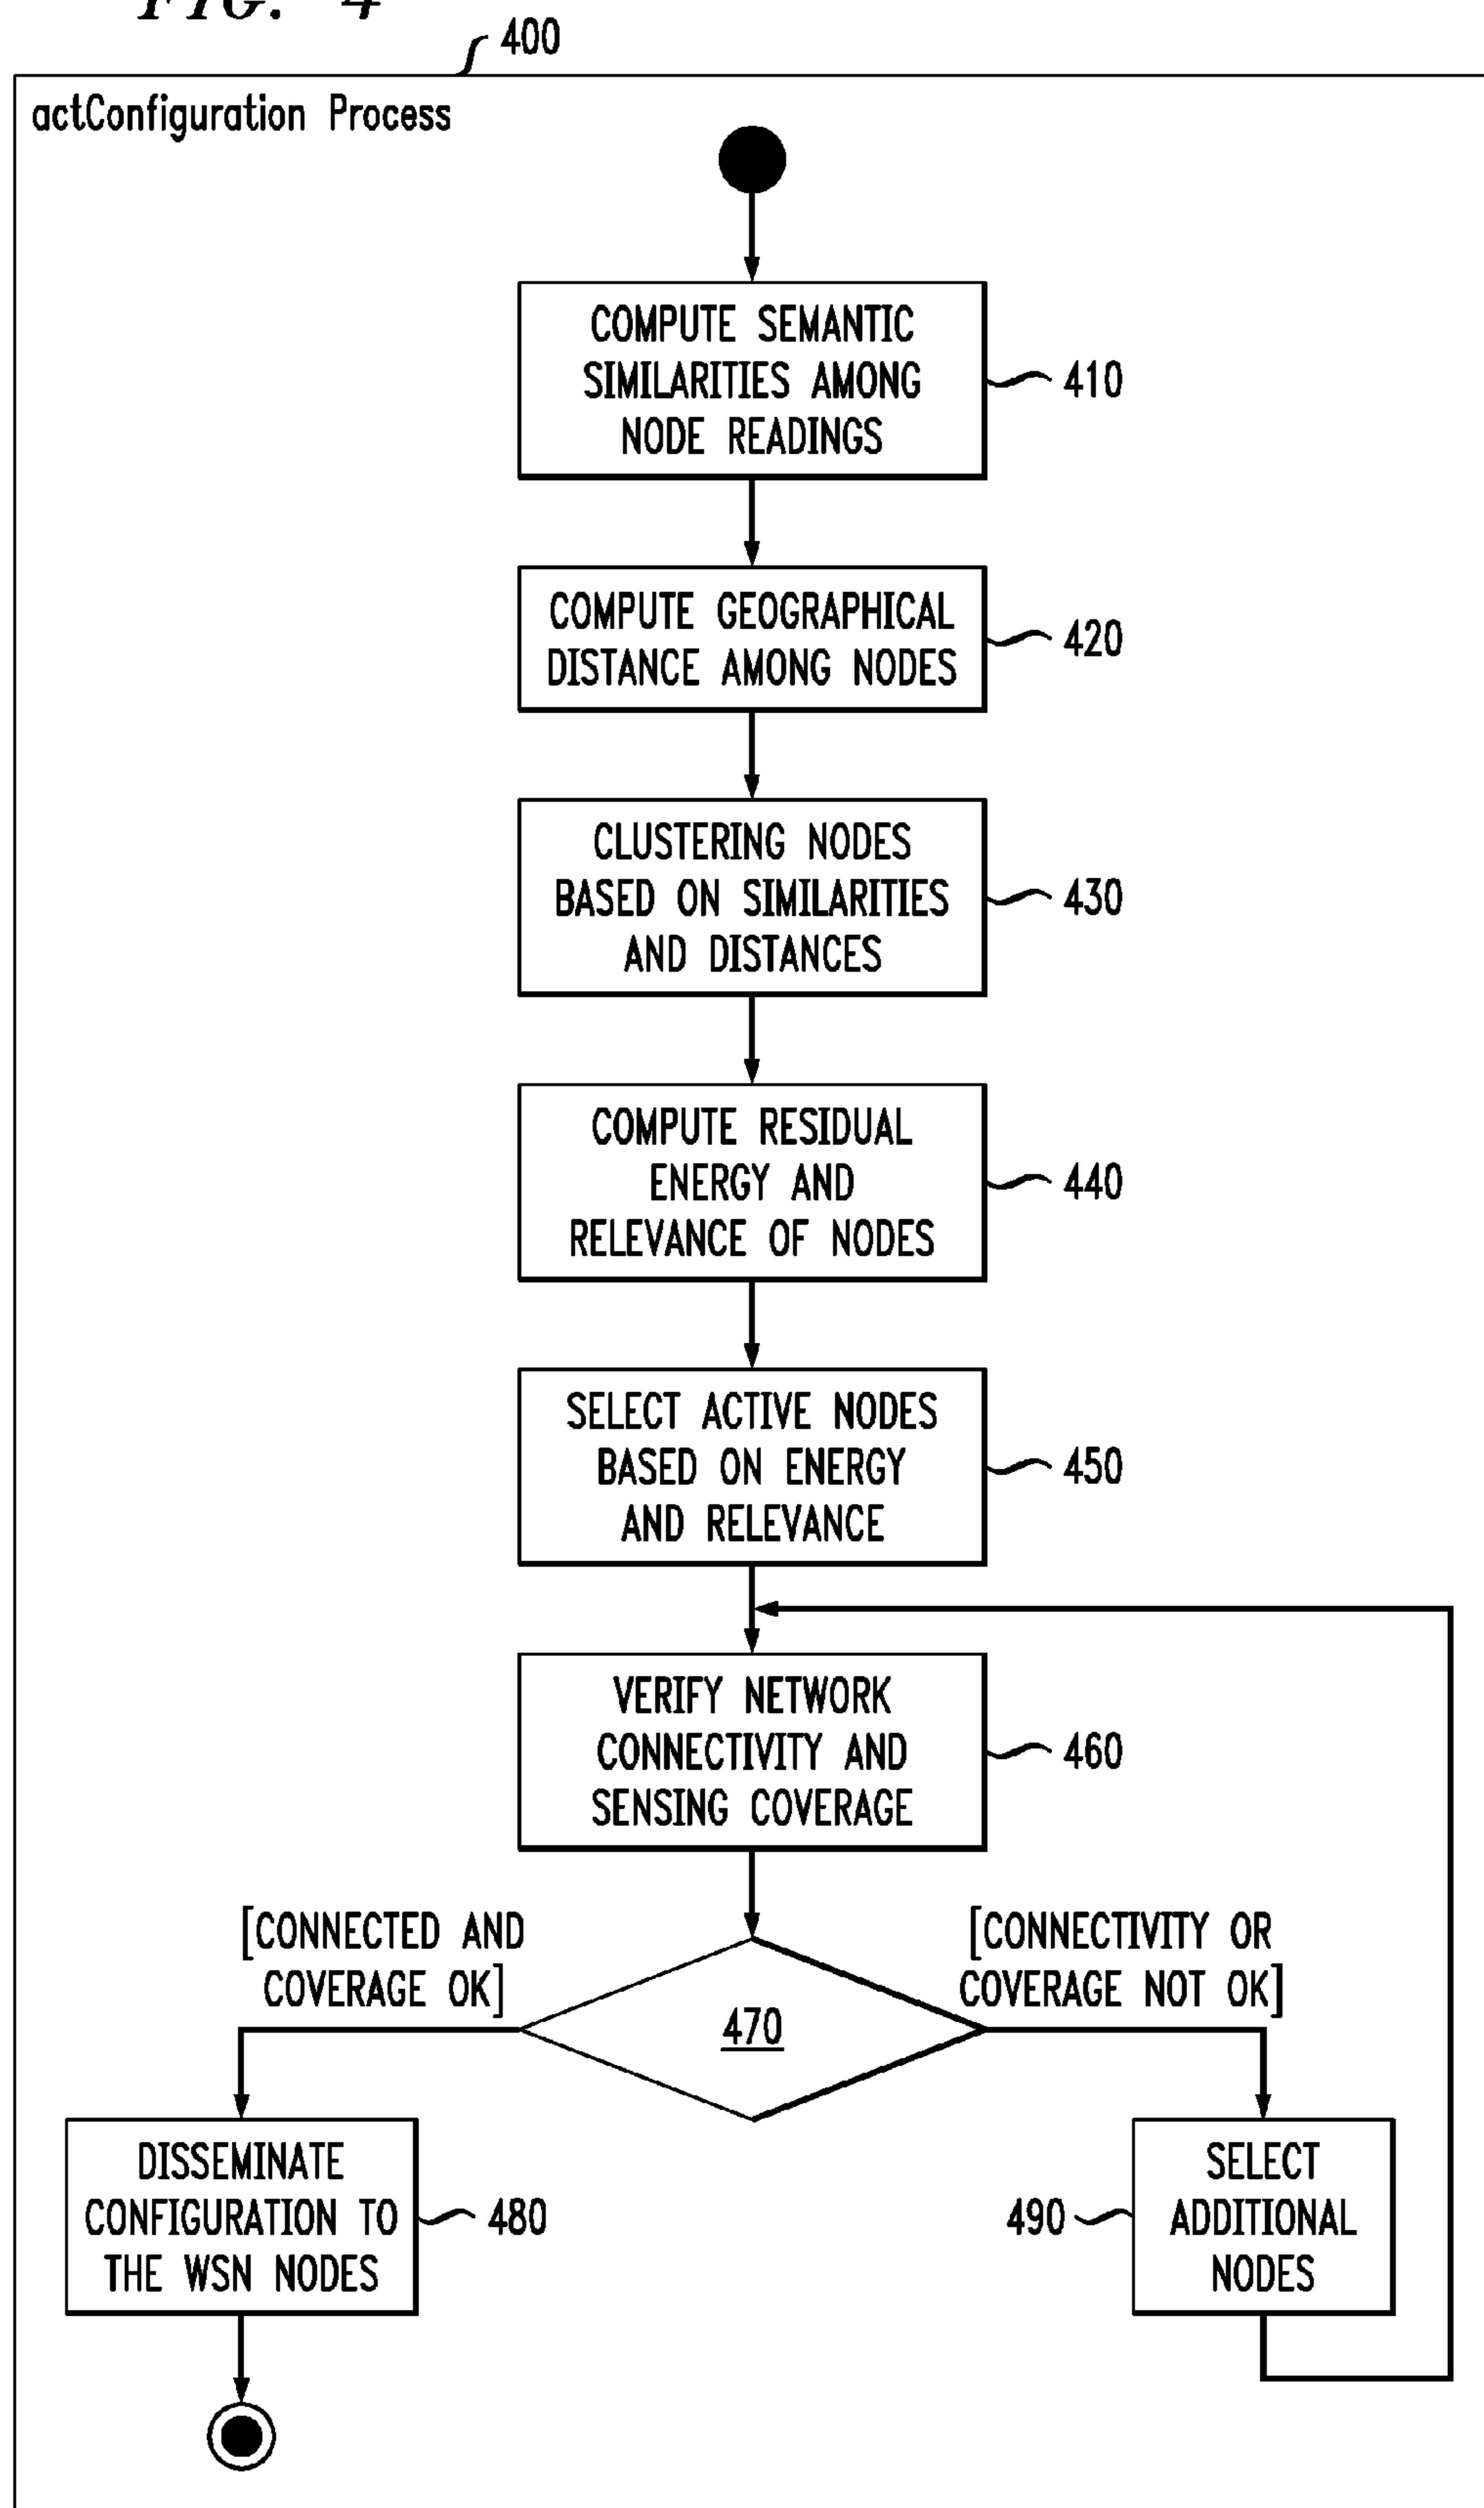 FIG. 4
400
actConfiguration Process
COMPUTE SEMANTIC
SIMILARITIES AMONG
NODE READINGS
410
COMPUTE GEOGRAPHICAL
DISTANCE AMONG NODES
420
CLUSTERING NODES
BASED ON SIMILARITIES
AND DISTANCES
430
COMPUTE RESIDUAL
ENERGY AND
RELEVANCE OF NODES
440
SELECT ACTIVE NODES
BASED ON ENERGY
AND RELEVANCE
450
VERIFY NETWORK
CONNECTIVITY AND
SENSING COVERAGE
460
[CONNECTED AND
COVERAGE OK]
[CONNECTIVITY OR
COVERAGE NOT OK]
470
DISSEMINATE
CONFIGURATION TO
THE WSN NODES
480
490
SELECT
ADDITIONAL
NODES